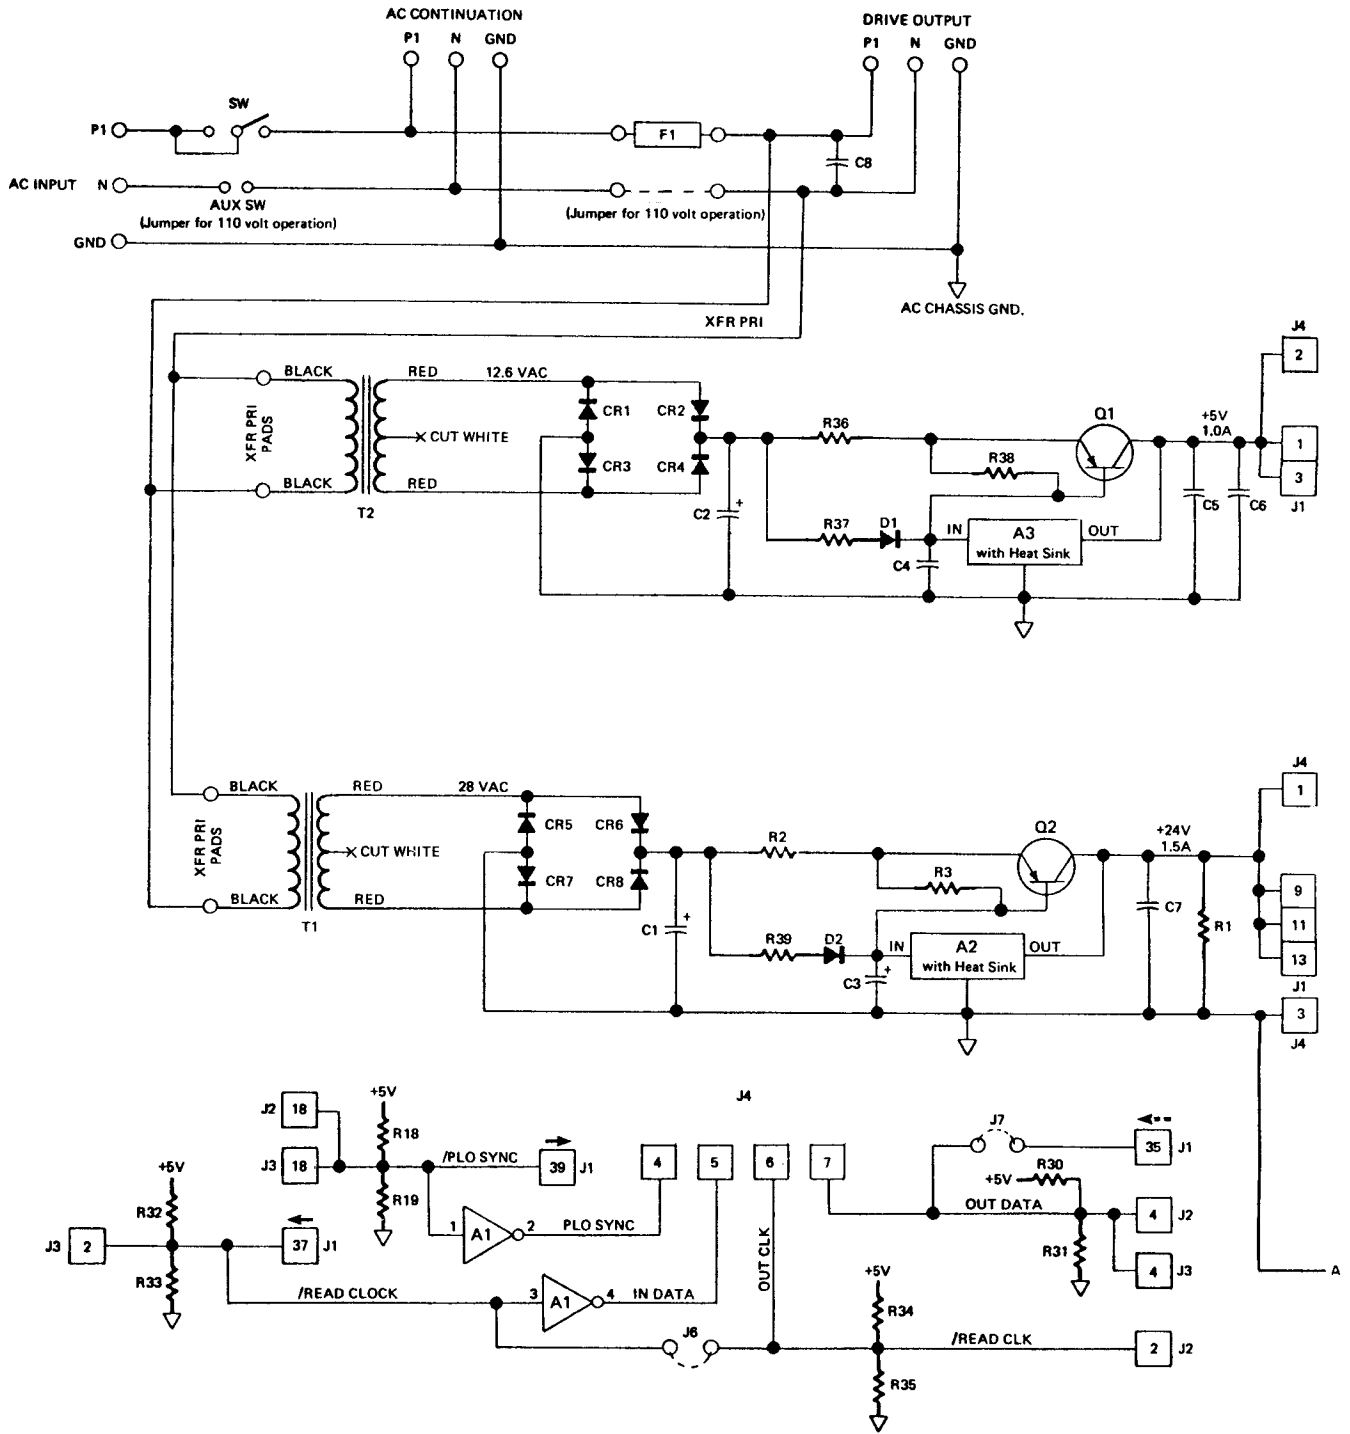 AC CONTINUATION
P1 N GND
DRIVE OUTPUT
P1 N GND
SW
P1
F1
C8
AC INPUT N
AUX SW
(Jumper for 110 volt operation)
(Jumper for 110 volt operation)
GND
AC CHASSIS GND.
XFR PRI
J4
2
BLACK
RED
12.6 VAC
CR1
CR2
R36
Q1
+5V
1.0A
1
XFR PRI
PADS
CUT WHITE
CR3
CR4
R38
3
J1
BLACK
RED
T2
C2
+
R37
D1
IN
A3
with Heat Sink
OUT
C4
C5
C6
J4
1
BLACK
RED
28 VAC
CR5
CR6
R2
Q2
+24V
1.5A
XFR PRI
PADS
CUT WHITE
CR7
CR8
R3
9
11
13
J1
BLACK
RED
T1
C1
+
R39
D2
IN
A2
with Heat Sink
OUT
C3
+
C7
R1
3
J4
J4
+5V
J2 18
R18
J3 18
/PLO SYNC
39 J1
4
5
6
7
J7
35 J1
+5V
R30
R19
+5V
R32
1 A1 2 PLO SYNC
OUT DATA
4 J2
J3 2
37 J1
R31
R33
4 J3
A
/READ CLOCK
3 A1 4 IN DATA
OUT CLK
+5V
R34
J6
/READ CLK
2 J2
R35